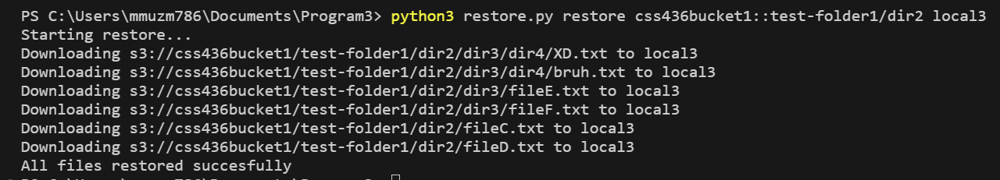 PS C:\Users\mmuzm786\Documents\Program3> python3 restore.py restore css436bucket1::test-folder1/dir2 local3
Starting restore...
Downloading s3://css436bucket1/test-folder1/dir2/dir3/dir4/XD.txt to local3
Downloading s3://css436bucket1/test-folder1/dir2/dir3/dir4/bruh.txt to local3
Downloading s3://css436bucket1/test-folder1/dir2/dir3/fileE.txt to local3
Downloading s3://css436bucket1/test-folder1/dir2/dir3/fileF.txt to local3
Downloading s3://css436bucket1/test-folder1/dir2/fileC.txt to local3
Downloading s3://css436bucket1/test-folder1/dir2/fileD.txt to local3
All files restored succesfully